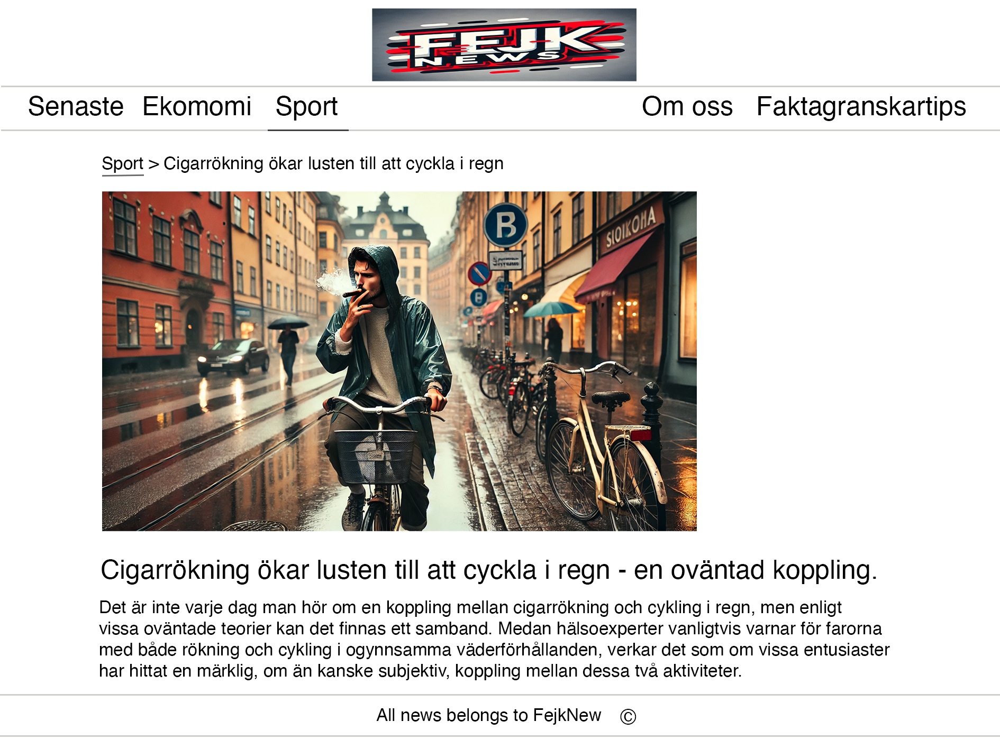 FEJK
NEWS
Senaste Ekomomi Sport Om oss Faktagranskartips
Sport > Cigarrökning ökar lusten till att cyckla i regn
B
SIOIKOHA
Cigarrökning ökar lusten till att cyckla i regn - en oväntad koppling.
Det är inte varje dag man hör om en koppling mellan cigarrökning och cykling i regn, men enligt
vissa oväntade teorier kan det finnas ett samband. Medan hälsoexperter vanligtvis varnar för farorna
med både rökning och cykling i ogynnsamma väderförhållanden, verkar det som om vissa entusiaster
har hittat en märklig, om än kanske subjektiv, koppling mellan dessa två aktiviteter.
All news belongs to FejkNew ©